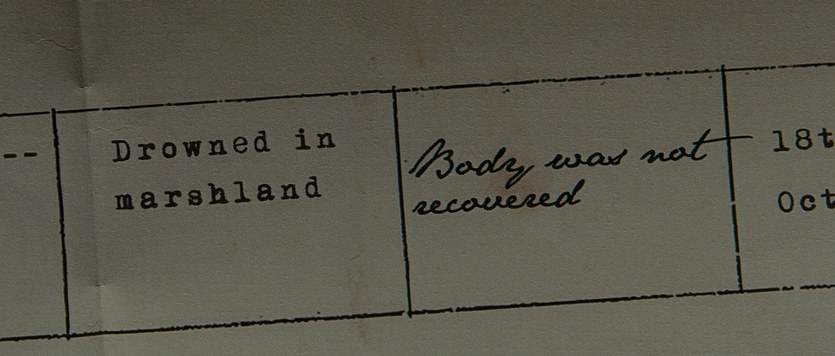 --
Drowned in
marshland
Body was not
recovered
18t
Oct